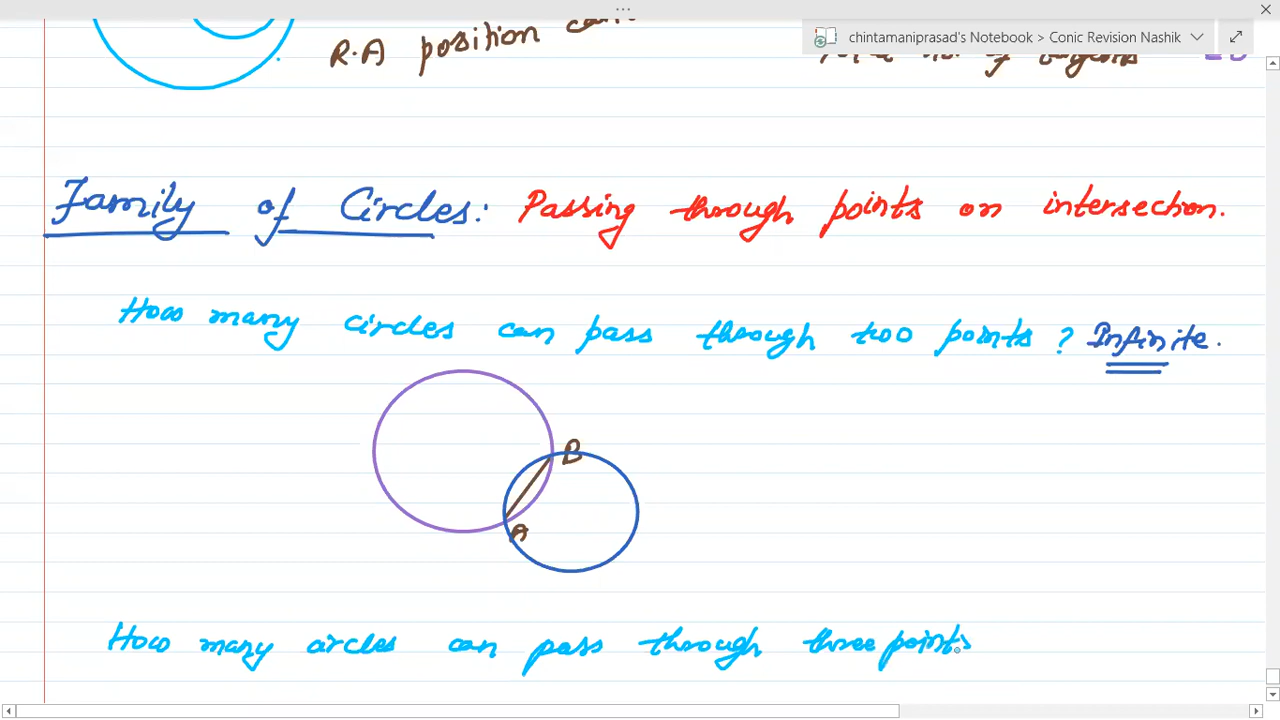 chintamaniprasad's Notebook > Conic Revision Nashik
R.A position
Family of Circles: Passing through points on intersection.
How many circles can pass through two points? Infinite.
B
A
How many circles can pass through three points